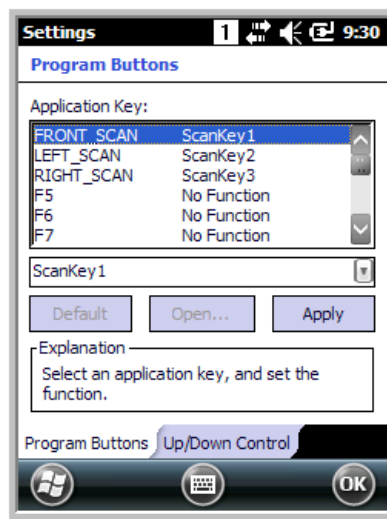 Settings 1 9:30
Program Buttons
Application Key:
FRONT_SCAN ScanKey1
LEFT_SCAN ScanKey2
RIGHT_SCAN ScanKey3
F5 No Function
F6 No Function
F7 No Function
ScanKey1
Default Open... Apply
Explanation
Select an application key, and set the
function.
Program Buttons Up/Down Control
OK